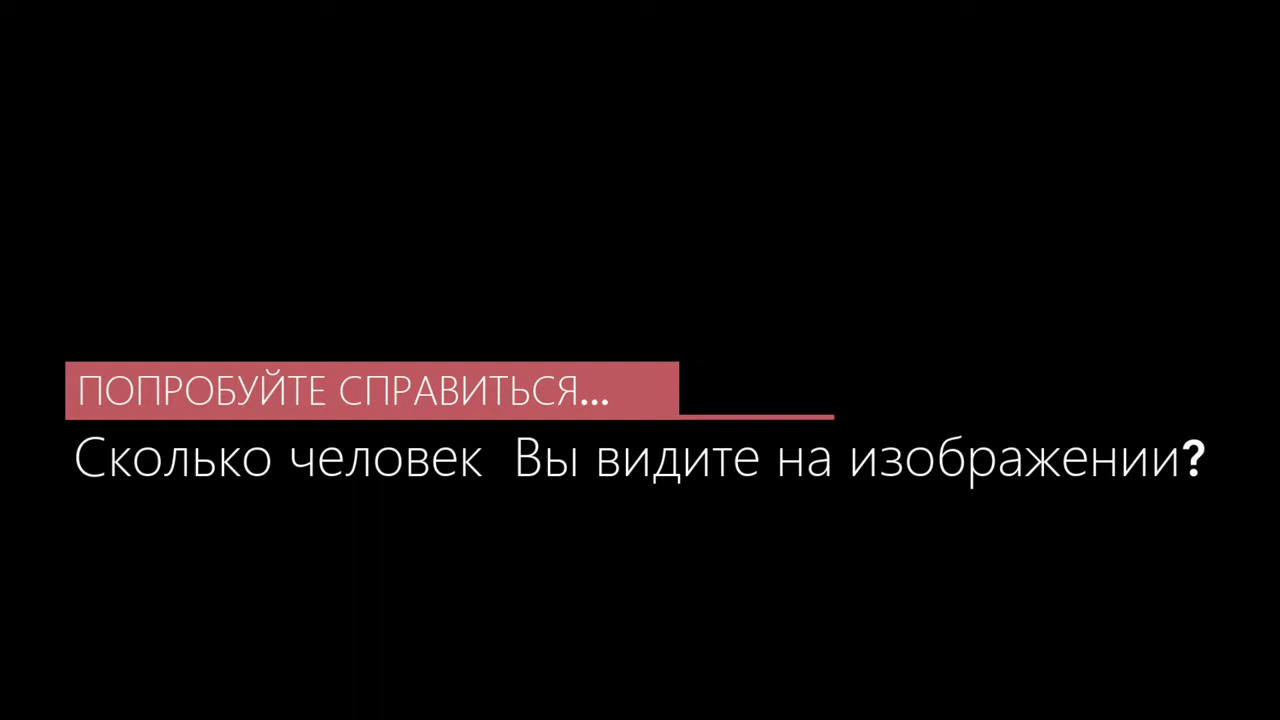 ПОПРОБУЙТЕ СПРАВИТЬСЯ...
Сколько человек Вы видите на изображении?